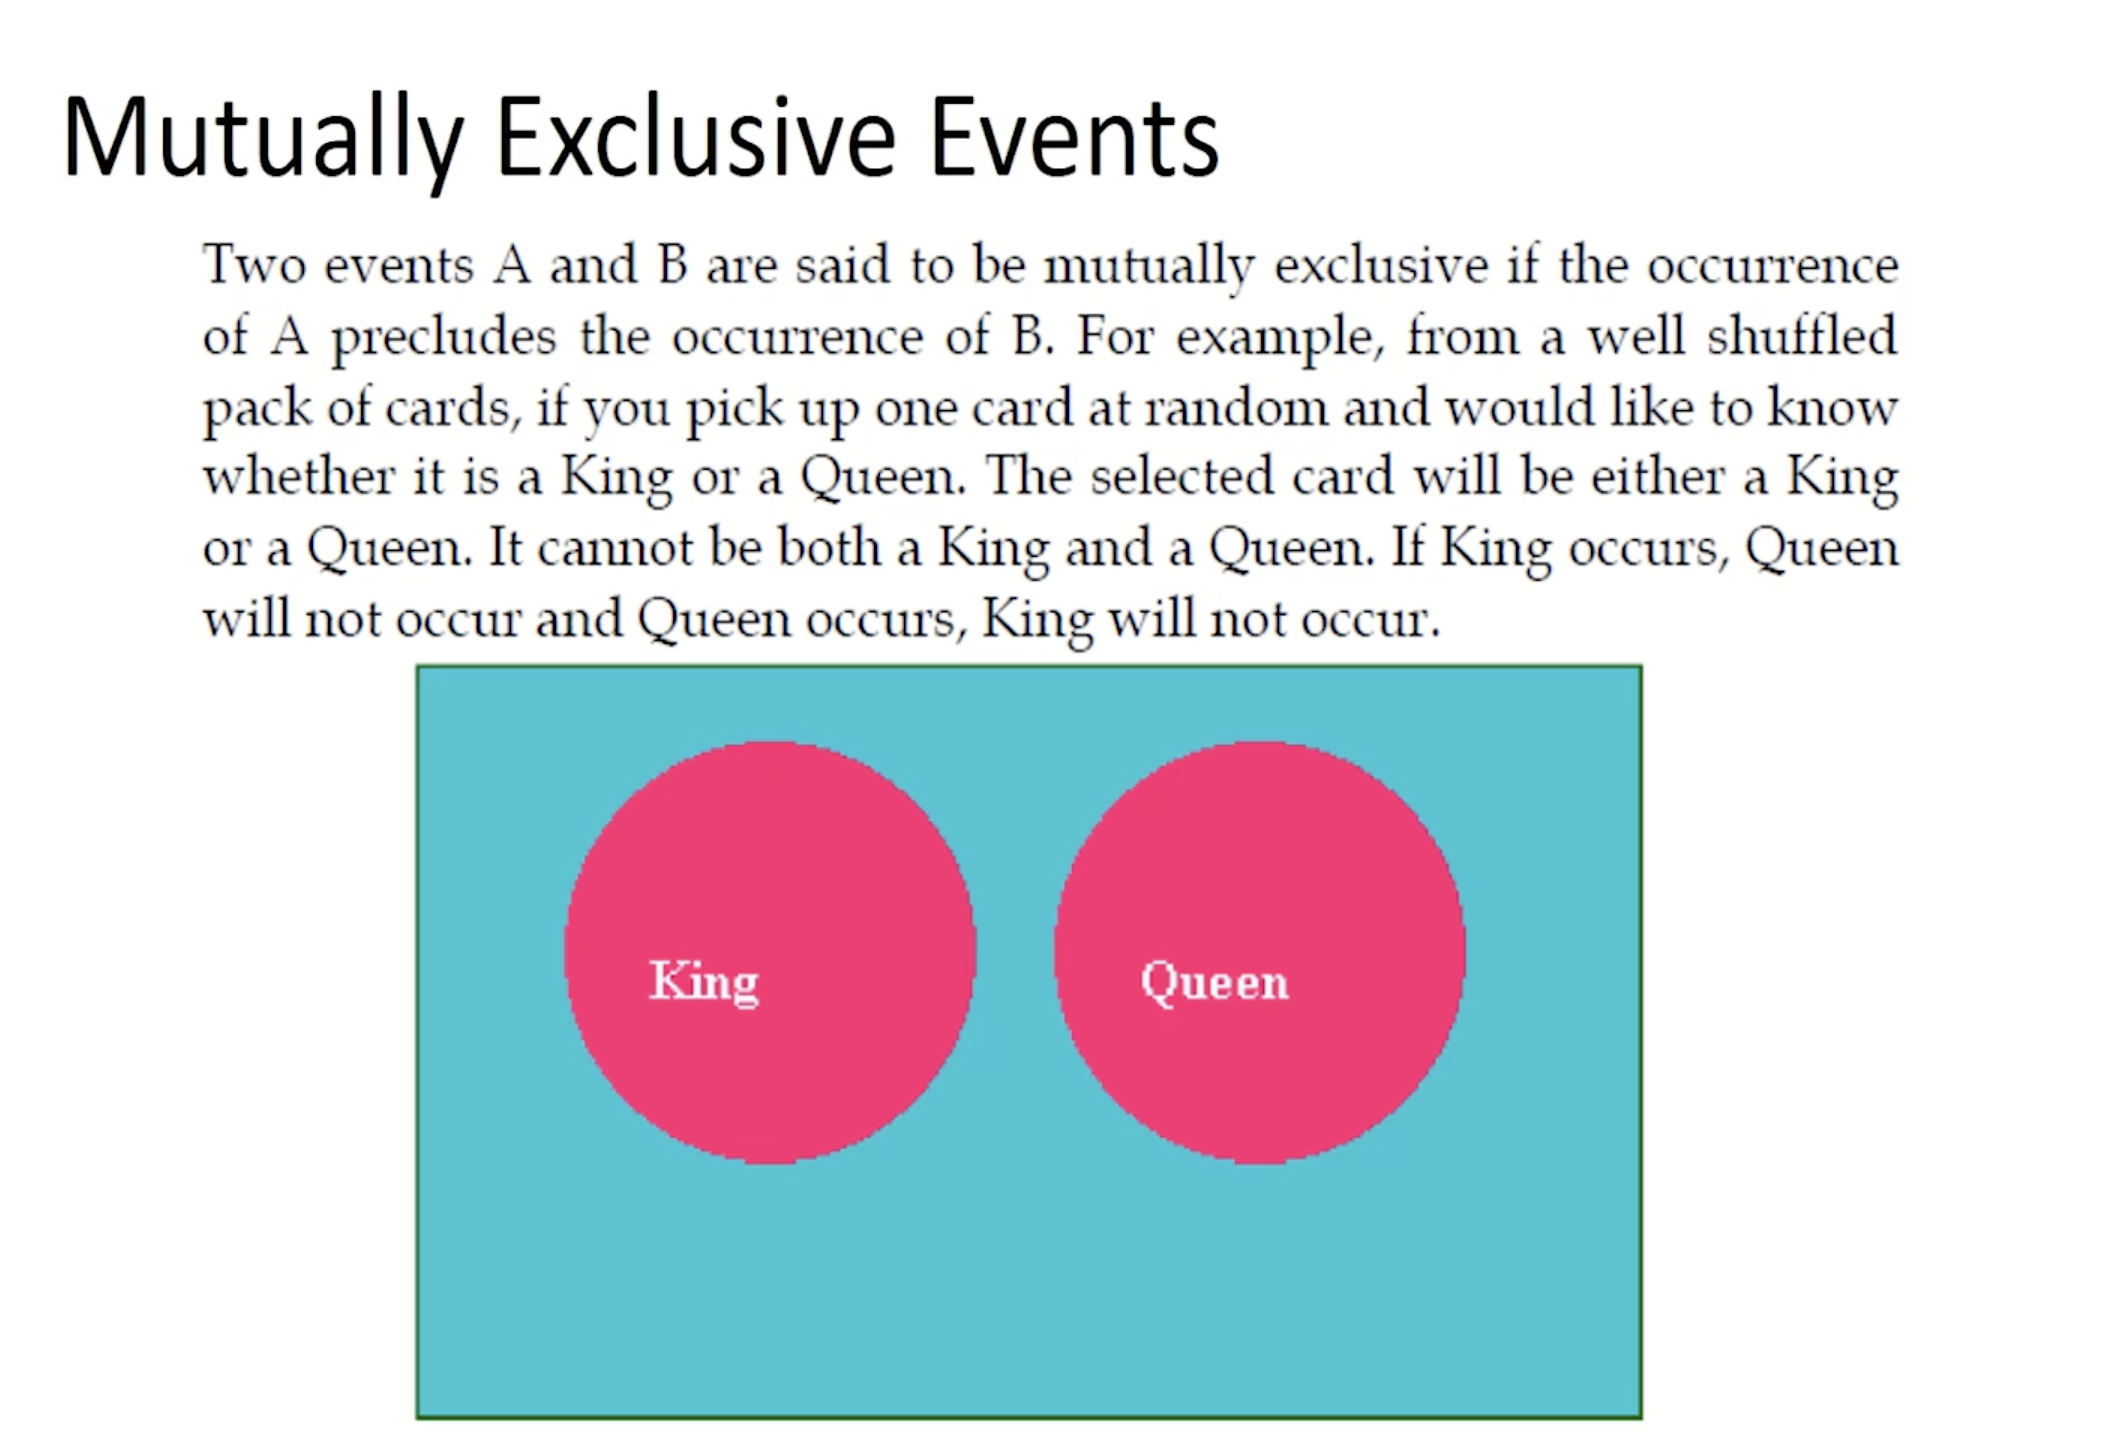 Mutually Exclusive Events
Two events A and B are said to be mutually exclusive if the occurrence
of A precludes the occurrence of B. For example, from a well shuffled
pack of cards, if you pick up one card at random and would like to know
whether it is a King or a Queen. The selected card will be either a King
or a Queen. It cannot be both a King and a Queen. If King occurs, Queen
will not occur and Queen occurs, King will not occur.
King
Queen